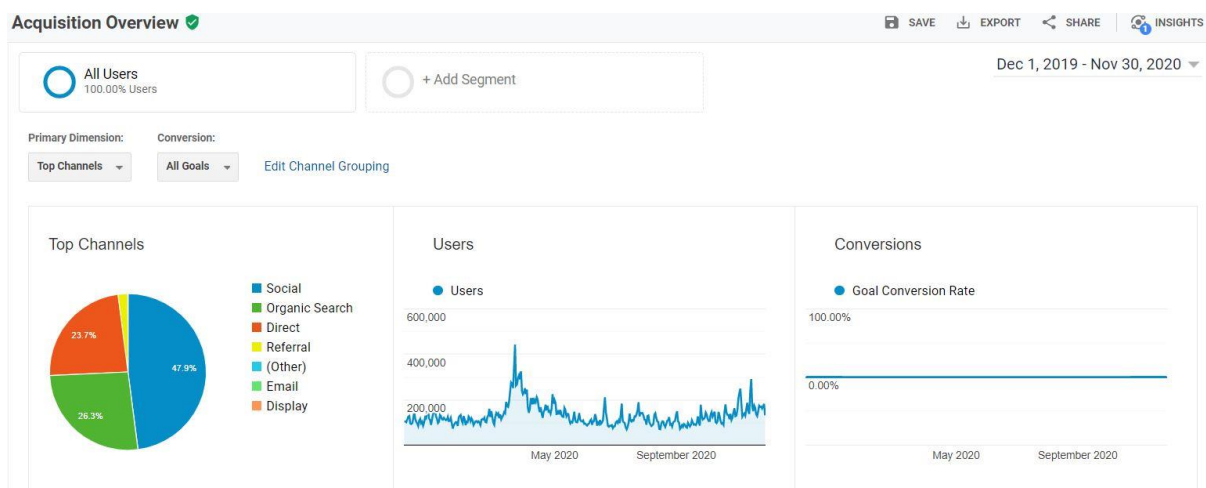 Acquisition Overview
SAVE
EXPORT
SHARE
1
INSIGHTS
All Users
100.00% Users
+ Add Segment
Dec 1, 2019 - Nov 30, 2020
Primary Dimension:
Conversion:
Top Channels
All Goals
Edit Channel Grouping
Top Channels
Social
Organic Search
Direct
Referral
(Other)
Email
Display
23.7%
47.9%
26.3%
Users
Users
600,000
400,000
200,000
May 2020
September 2020
Conversions
Goal Conversion Rate
100.00%
0.00%
May 2020
September 2020